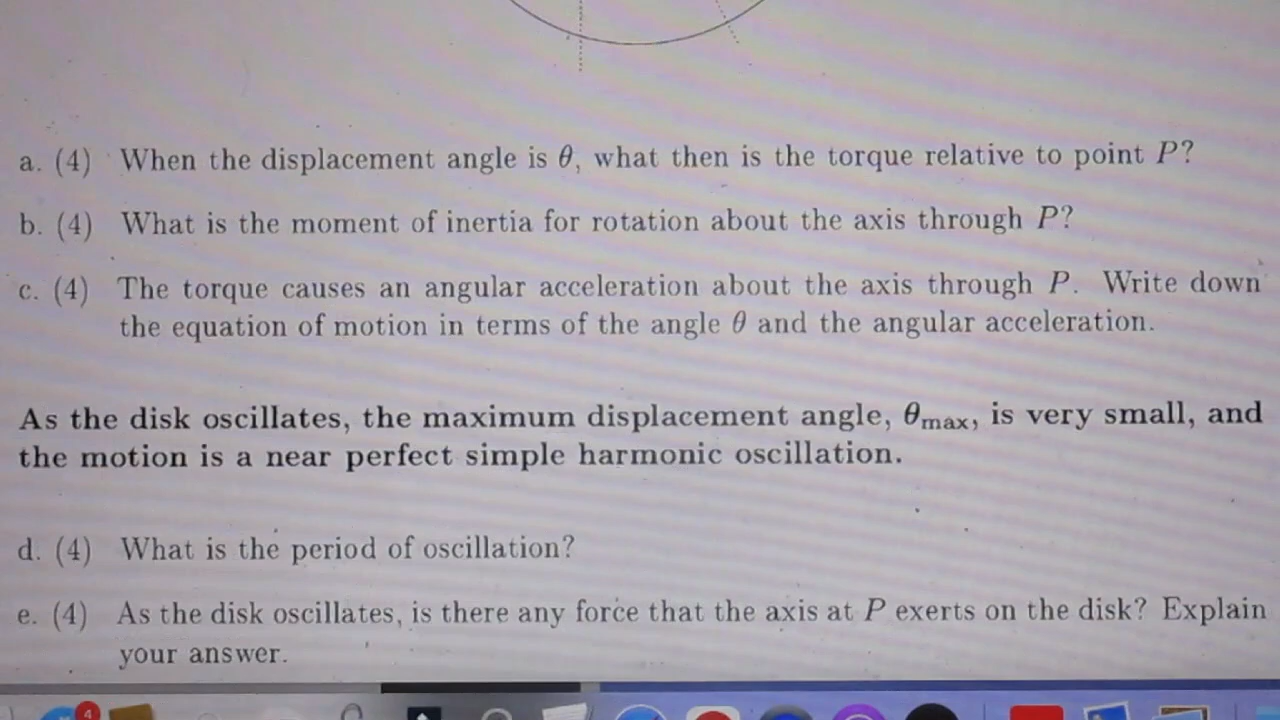 a. (4) When the displacement angle is θ, what then is the torque relative to point P?
b. (4) What is the moment of inertia for rotation about the axis through P?
c. (4) The torque causes an angular acceleration about the axis through P. Write down
the equation of motion in terms of the angle θ and the angular acceleration.
As the disk oscillates, the maximum displacement angle, θmax, is very small, and
the motion is a near perfect simple harmonic oscillation.
d. (4) What is the period of oscillation?
e. (4) As the disk oscillates, is there any force that the axis at P exerts on the disk? Explain
your answer.
4